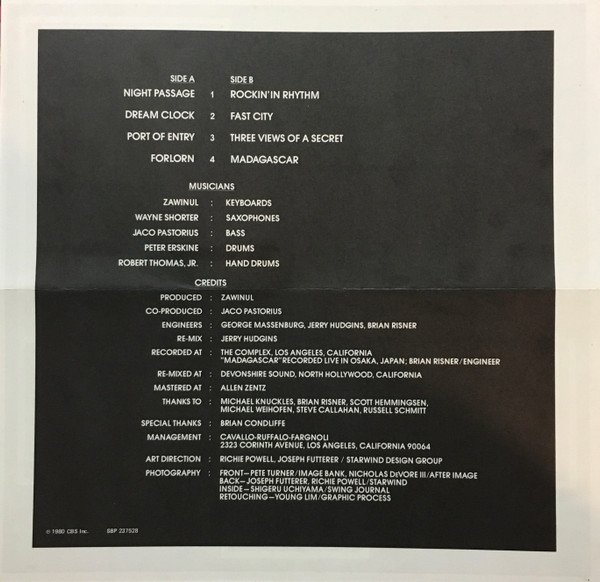 SIDE A SIDE B
NIGHT PASSAGE 1 ROCKIN' IN RHYTHM
DREAM CLOCK 2 FAST CITY
PORT OF ENTRY 3 THREE VIEWS OF A SECRET
FORLORN 4 MADAGASCAR
MUSICIANS
ZAWINUL : KEYBOARDS
WAYNE SHORTER : SAXOPHONES
JACO PASTORIUS : BASS
PETER ERSKINE : DRUMS
ROBERT THOMAS, JR. : HAND DRUMS
CREDITS
PRODUCED : ZAWINUL
CO-PRODUCED : JACO PASTORIUS
ENGINEERS : GEORGE MASSENBURG, JERRY HUDGINS, BRIAN RISNER
RE-MIX : JERRY HUDGINS
RECORDED AT : THE COMPLEX, LOS ANGELES, CALIFORNIA
"MADAGASCAR" RECORDED LIVE IN OSAKA, JAPAN; BRIAN RISNER/ENGINEER
RE-MIXED AT : DEVONSHIRE SOUND, NORTH HOLLYWOOD, CALIFORNIA
MASTERED AT : ALLEN ZENTZ
THANKS TO : MICHAEL KNUCKLES, BRIAN RISNER, SCOTT HEMMINGSEN,
MICHAEL WEIHOFEN, STEVE CALLAHAN, RUSSELL SCHMITT
SPECIAL THANKS : BRIAN CONDLIFFE
MANAGEMENT : CAVALLO-RUFFALO-FARGNOLI
2323 CORINTH AVENUE, LOS ANGELES, CALIFORNIA 90064
ART DIRECTION : RICHIE POWELL, JOSEPH FUTTERER / STARWIND DESIGN GROUP
PHOTOGRAPHY : FRONT—PETE TURNER/IMAGE BANK, NICHOLAS DeVORE III/AFTER IMAGE
BACK—JOSEPH FUTTERER, RICHIE POWELL/STARWIND
INSIDE—SHIGERU UCHIYAMA/SWING JOURNAL
RETOUCHING—YOUNG LIM/GRAPHIC PROCESS
© 1980 CBS Inc. SBP 237528